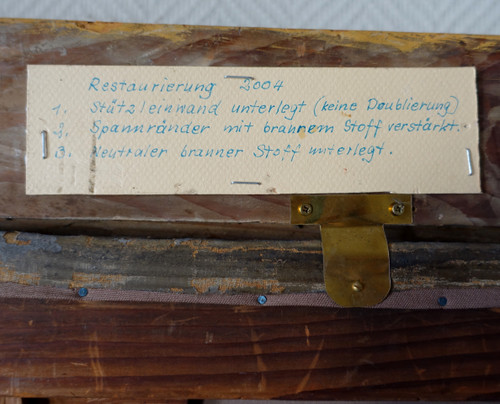 Restaurierung 2004
1. Stützleinwand unterlegt (keine Doublierung)
2. Spannränder mit braunem Stoff verstärkt.
3. Neutraler brauner Stoff unterlegt.